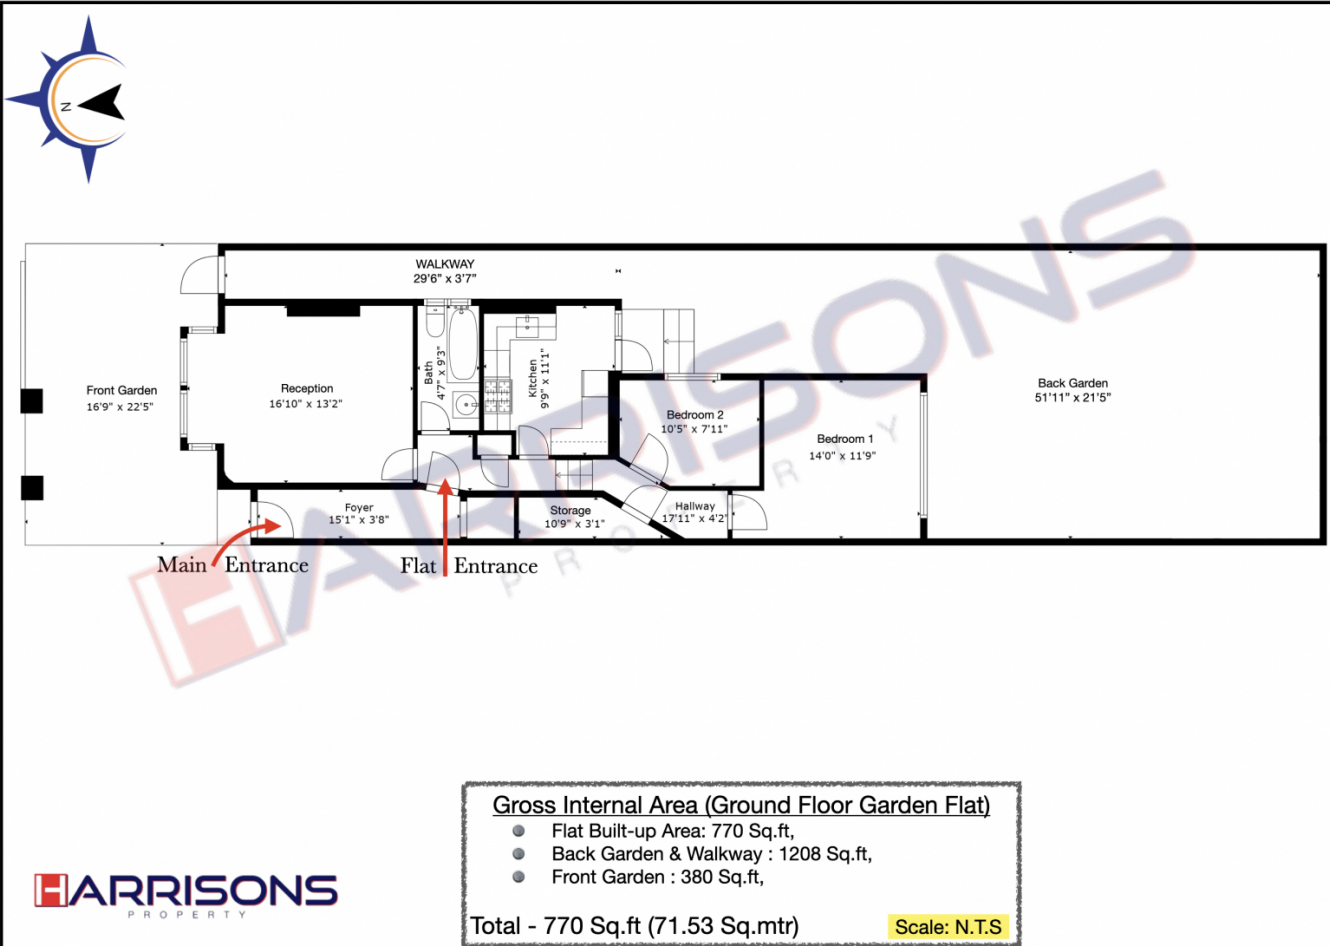 N
WALKWAY
29'6" x 3'7"
Front Garden
16'9" x 22'5"
Reception
16'10" x 13'2"
Bath
4'7" x 9'3"
Kitchen
9'9" x 11'1"
Bedroom 2
10'5" x 7'11"
Bedroom 1
14'0" x 11'9"
Back Garden
51'11" x 21'5"
Foyer
15'1" x 3'8"
Storage
10'9" x 3'1"
Hallway
17'11" x 4'2"
Main Entrance
Flat Entrance
HARRISONS
PROPERTY
Gross Internal Area (Ground Floor Garden Flat)
Flat Built-up Area: 770 Sq.ft,
Back Garden & Walkway : 1208 Sq.ft,
Front Garden : 380 Sq.ft,
Total - 770 Sq.ft (71.53 Sq.mtr)
Scale: N.T.S
HARRISONS
PROPERTY